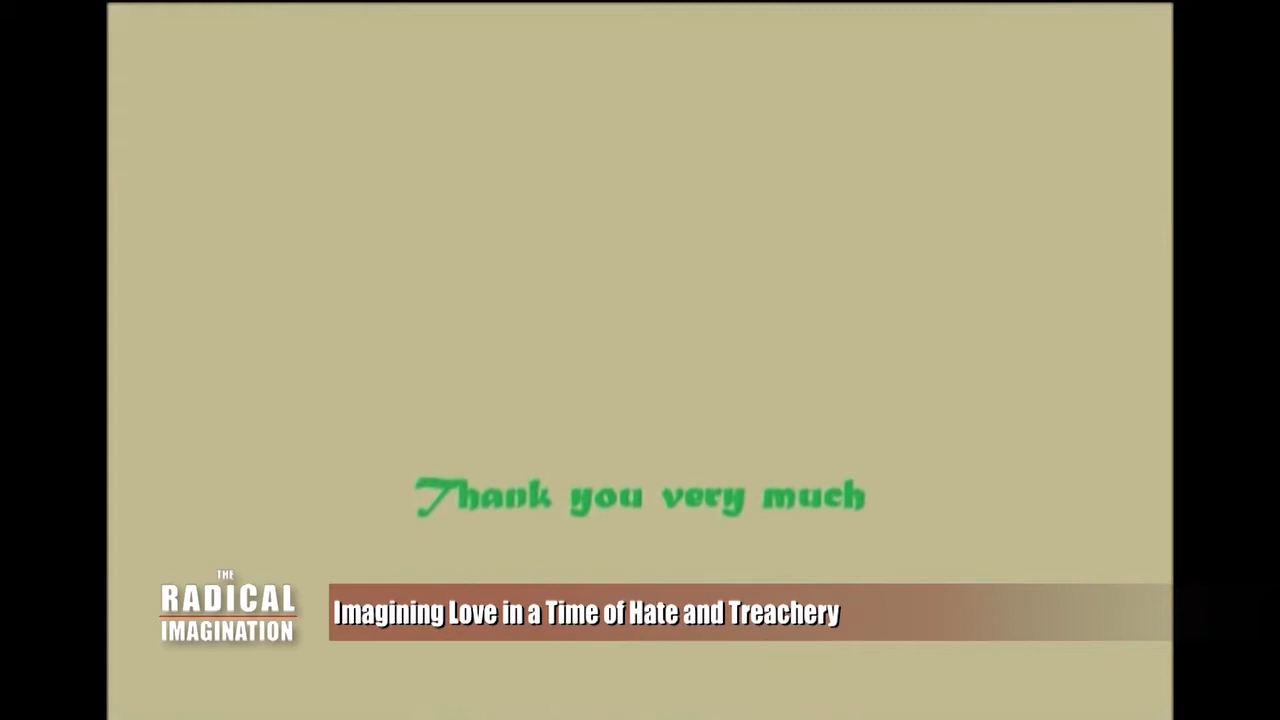 Thank you very much
THE
RADICAL
IMAGINATION
Imagining Love in a Time of Hate and Treachery